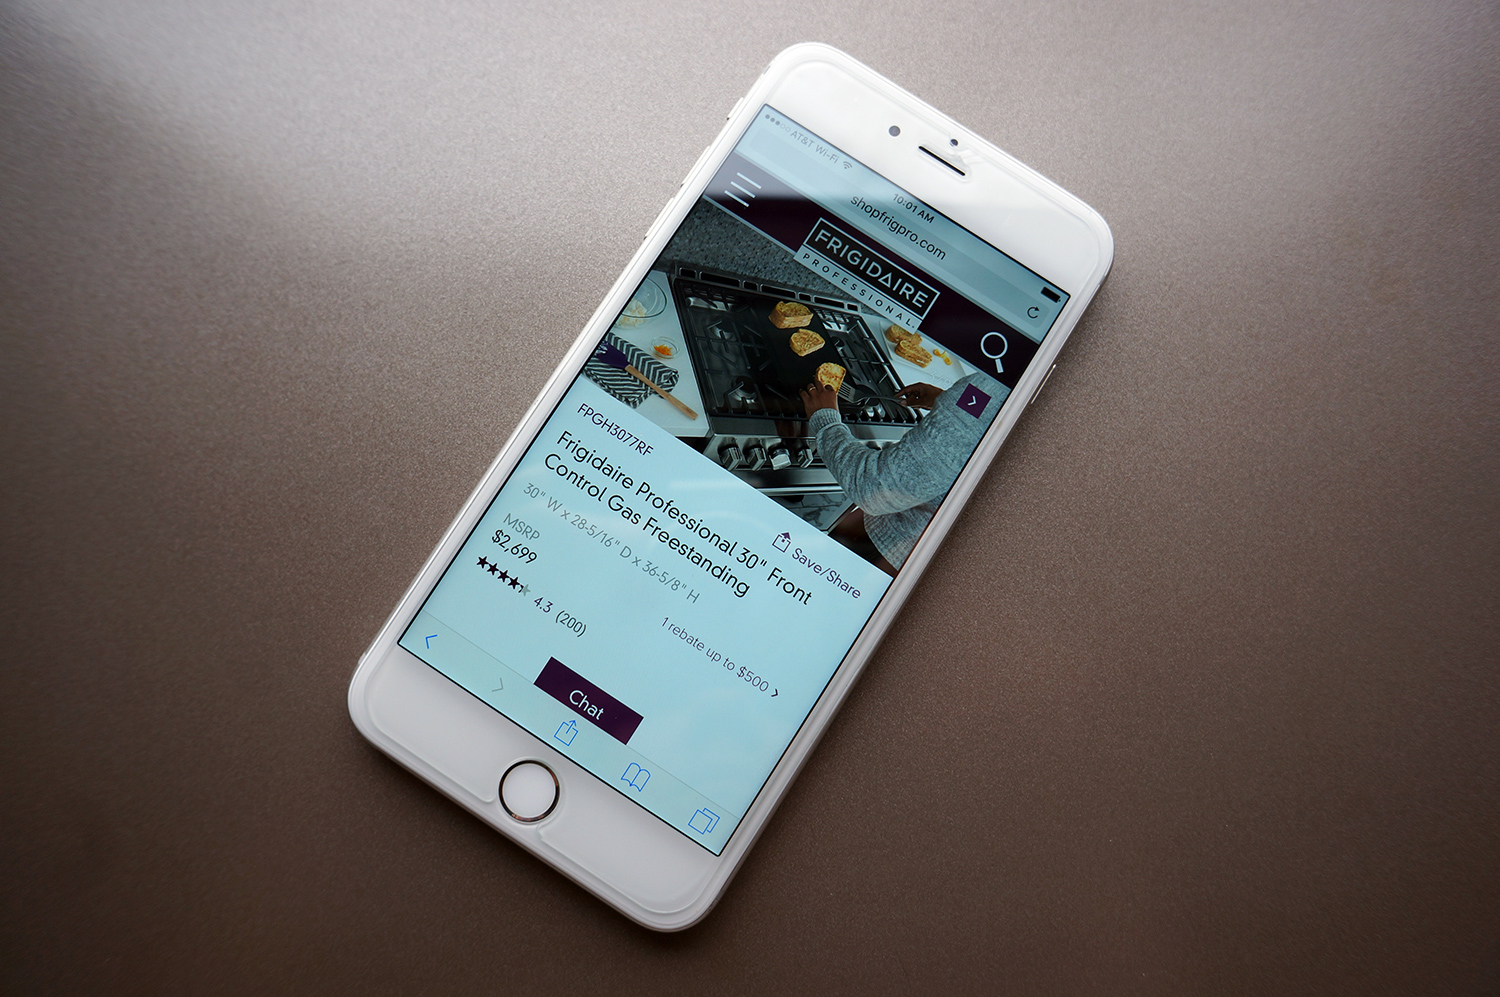 AT&T Wi-Fi
10:01 AM
shopfrigpro.com
FRIGIDAIRE
PROFESSIONAL.
FPGH3077RF
Save/Share
Frigidaire Professional 30" Front
Control Gas Freestanding
30" W x 28-5/16" D x 36-5/8" H
MSRP
$2,699
4.3 (200)
1 rebate up to $500
Chat